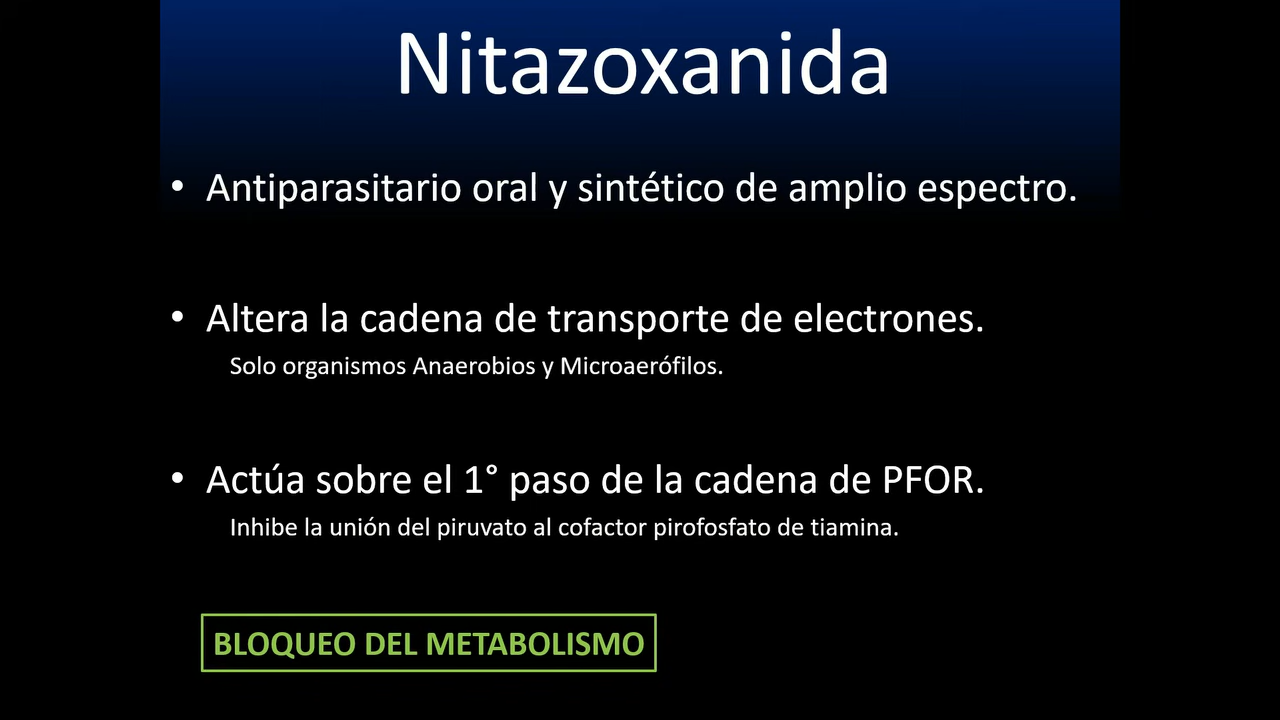 Nitazoxanida
• Antiparasitario oral y sintético de amplio espectro.
• Altera la cadena de transporte de electrones.
Solo organismos Anaerobios y Microaerófilos.
• Actúa sobre el 1° paso de la cadena de PFOR.
Inhibe la unión del piruvato al cofactor pirofosfato de tiamina.
BLOQUEO DEL METABOLISMO